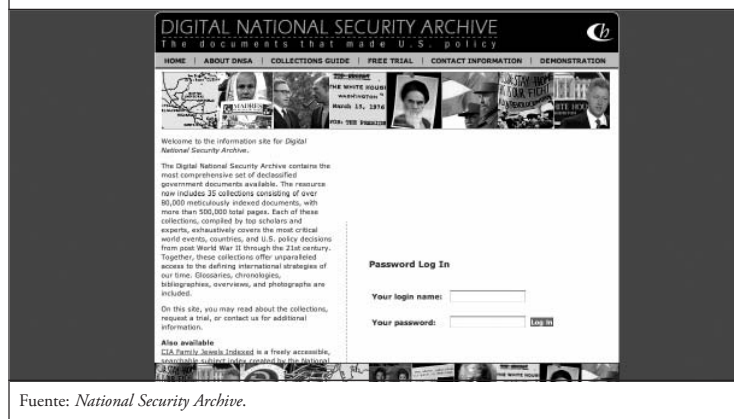 DIGITAL NATIONAL SECURITY ARCHIVE
The documents that made U.S. policy
HOME | ABOUT DNSA | COLLECTIONS GUIDE | FREE TRIAL | CONTACT INFORMATION | DEMONSTRATION
MADRES
THE WHITE HOUSE
WASHINGTON
March 13, 1976
Welcome to the information site for Digital
National Security Archive.
The Digital National Security Archive contains the
most comprehensive set of declassified
government documents available. The resource
now includes 35 collections consisting of over
80,000 meticulously indexed documents, with
more than 500,000 total pages. Each of these
collections, compiled by top scholars and
experts, exhaustively covers the most critical
world events, countries, and U.S. policy decisions
from post World War II through the 21st century.
Together, these collections offer unparalleled
access to the defining international strategies of
our time. Glossaries, chronologies,
bibliographies, overviews, and photographs are
included.
On this site, you may read about the collections,
request a trial, or contact us for additional
information.
Also available
CIA Family Jewels Indexed is a freely accessible,
searchable subject index created by the National
Password Log In
Your login name:
Your password:
Log In
Fuente: National Security Archive.